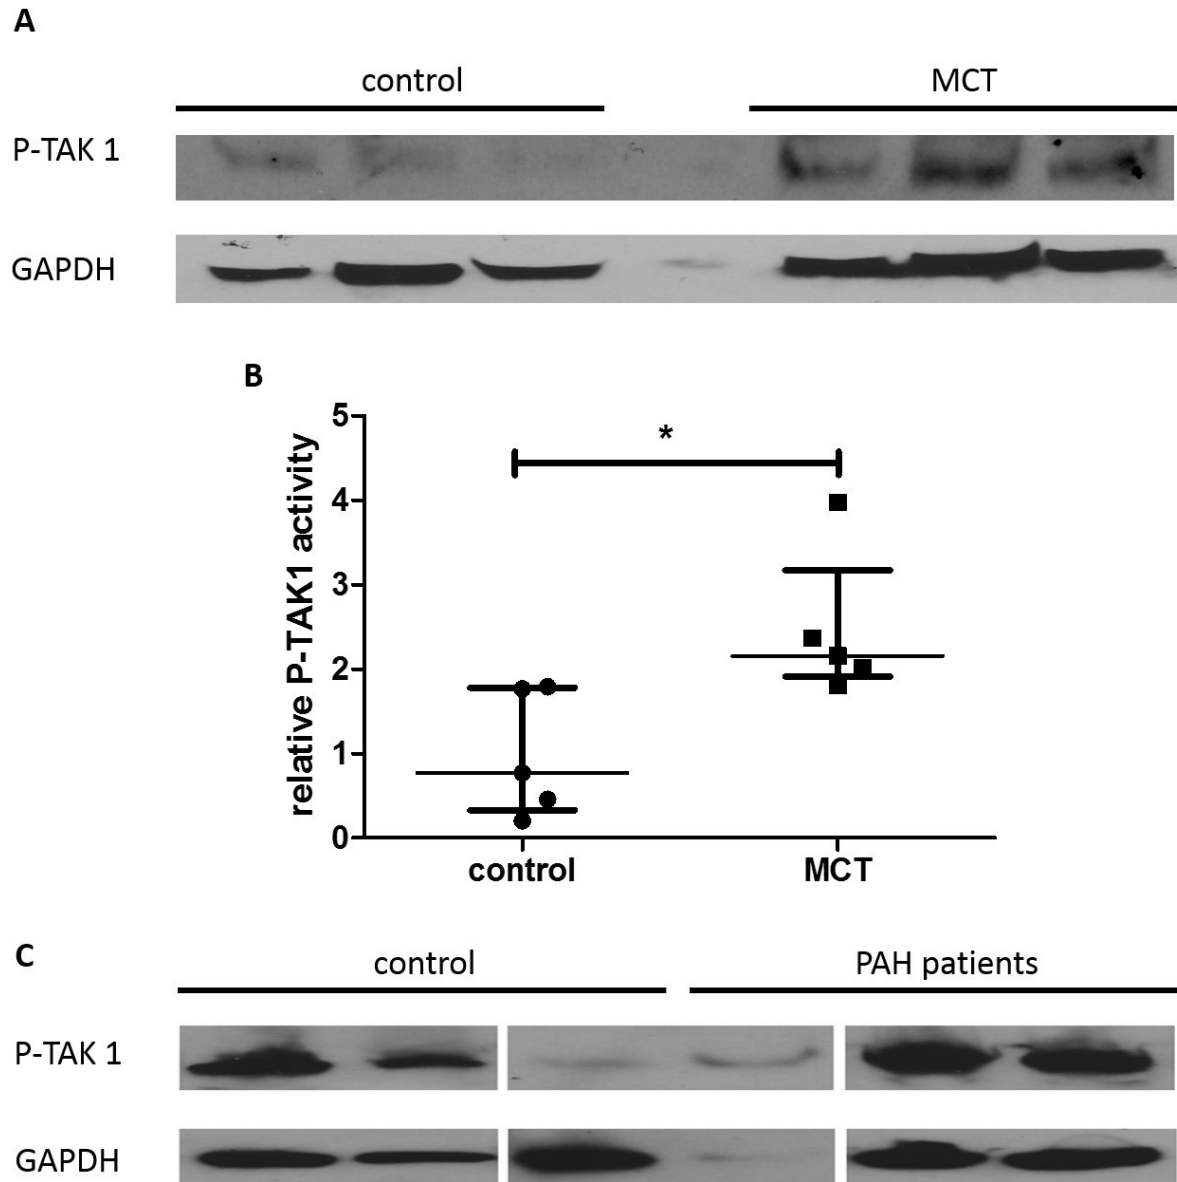 A
control MCT
P-TAK 1
GAPDH
B
*
5
4
3
2
1
0
relative P-TAK1 activity
control MCT
C
control PAH patients
P-TAK 1
GAPDH